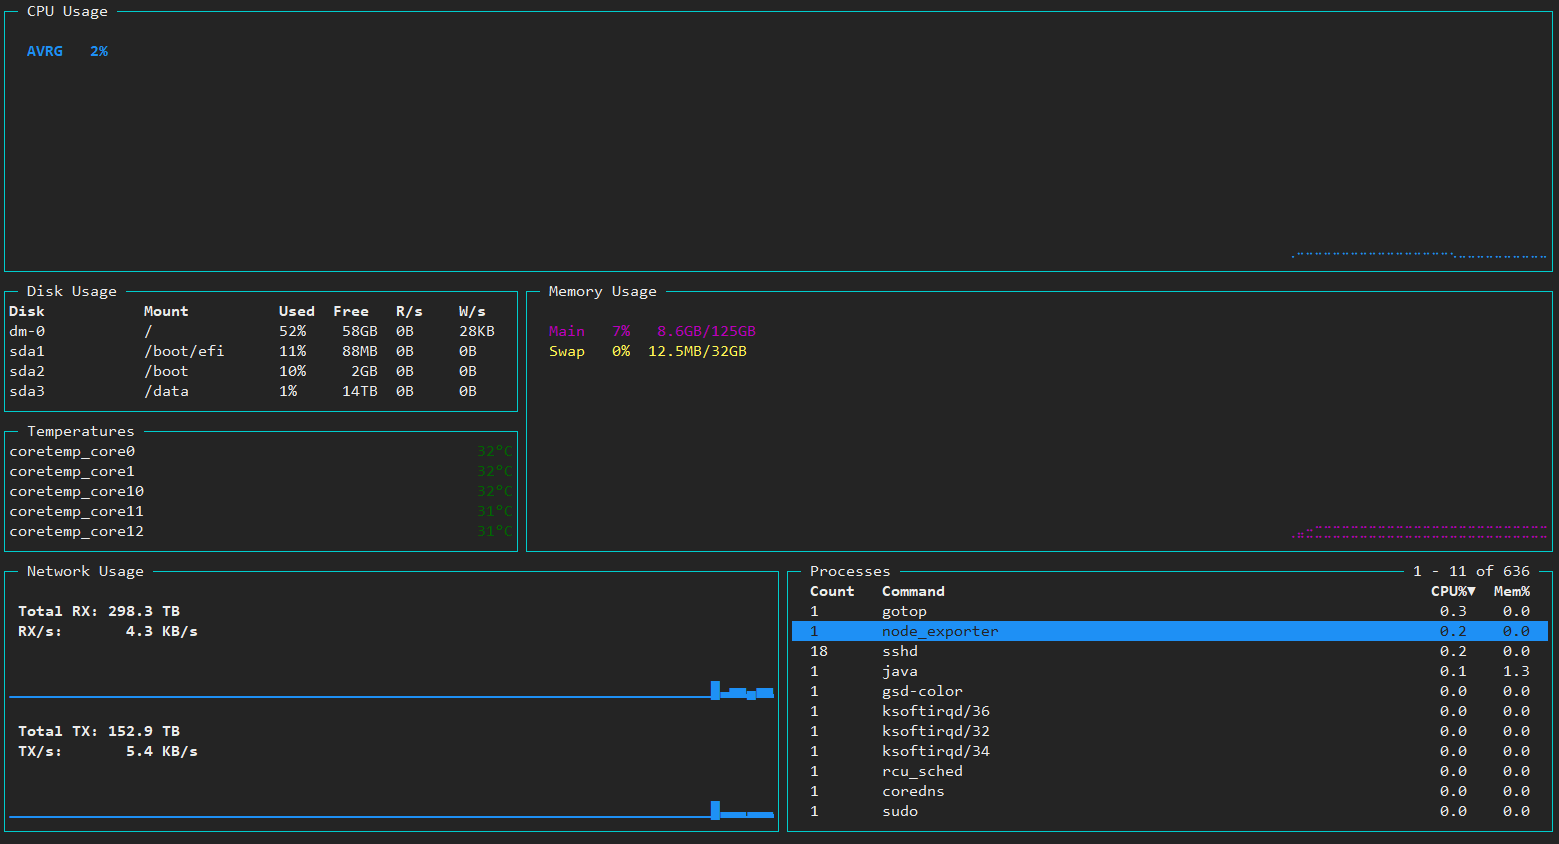 CPU Usage
AVRG 2%
Disk Usage
Disk Mount Used Free R/s W/s
dm-0 / 52% 58GB 0B 28KB
sda1 /boot/efi 11% 88MB 0B 0B
sda2 /boot 10% 2GB 0B 0B
sda3 /data 1% 14TB 0B 0B
Memory Usage
Main 7% 8.6GB/125GB
Swap 0% 12.5MB/32GB
Temperatures
coretemp_core0 32°C
coretemp_core1 32°C
coretemp_core10 32°C
coretemp_core11 31°C
coretemp_core12 31°C
Network Usage
Total RX: 298.3 TB
RX/s: 4.3 KB/s
Total TX: 152.9 TB
TX/s: 5.4 KB/s
Processes 1 - 11 of 636
Count Command CPU%▼ Mem%
1 gotop 0.3 0.0
1 node_exporter 0.2 0.0
18 sshd 0.2 0.0
1 java 0.1 1.3
1 gsd-color 0.0 0.0
1 ksoftirqd/36 0.0 0.0
1 ksoftirqd/32 0.0 0.0
1 ksoftirqd/34 0.0 0.0
1 rcu_sched 0.0 0.0
1 coredns 0.0 0.0
1 sudo 0.0 0.0